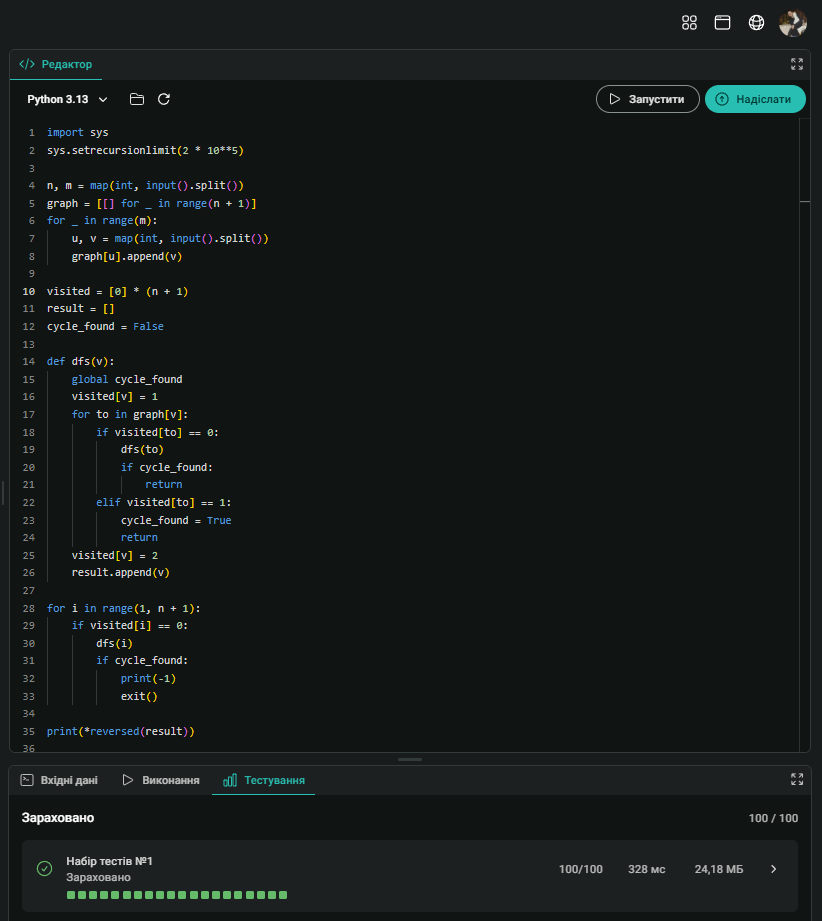 </> Редактор
Python 3.13
Запустити
Надіслати
1 import sys
2 sys.setrecursionlimit(2 * 10**5)
3
4 n, m = map(int, input().split())
5 graph = [[] for _ in range(n + 1)]
6 for _ in range(m):
7     u, v = map(int, input().split())
8     graph[u].append(v)
9
10 visited = [0] * (n + 1)
11 result = []
12 cycle_found = False
13
14 def dfs(v):
15     global cycle_found
16     visited[v] = 1
17     for to in graph[v]:
18         if visited[to] == 0:
19             dfs(to)
20             if cycle_found:
21                 return
22         elif visited[to] == 1:
23             cycle_found = True
24             return
25     visited[v] = 2
26     result.append(v)
27
28 for i in range(1, n + 1):
29     if visited[i] == 0:
30         dfs(i)
31         if cycle_found:
32             print(-1)
33             exit()
34
35 print(*reversed(result))
36
Вхідні дані
Виконання
Тестування
Зараховано
100 / 100
Набір тестів №1
Зараховано
100/100
328 мс
24,18 МБ